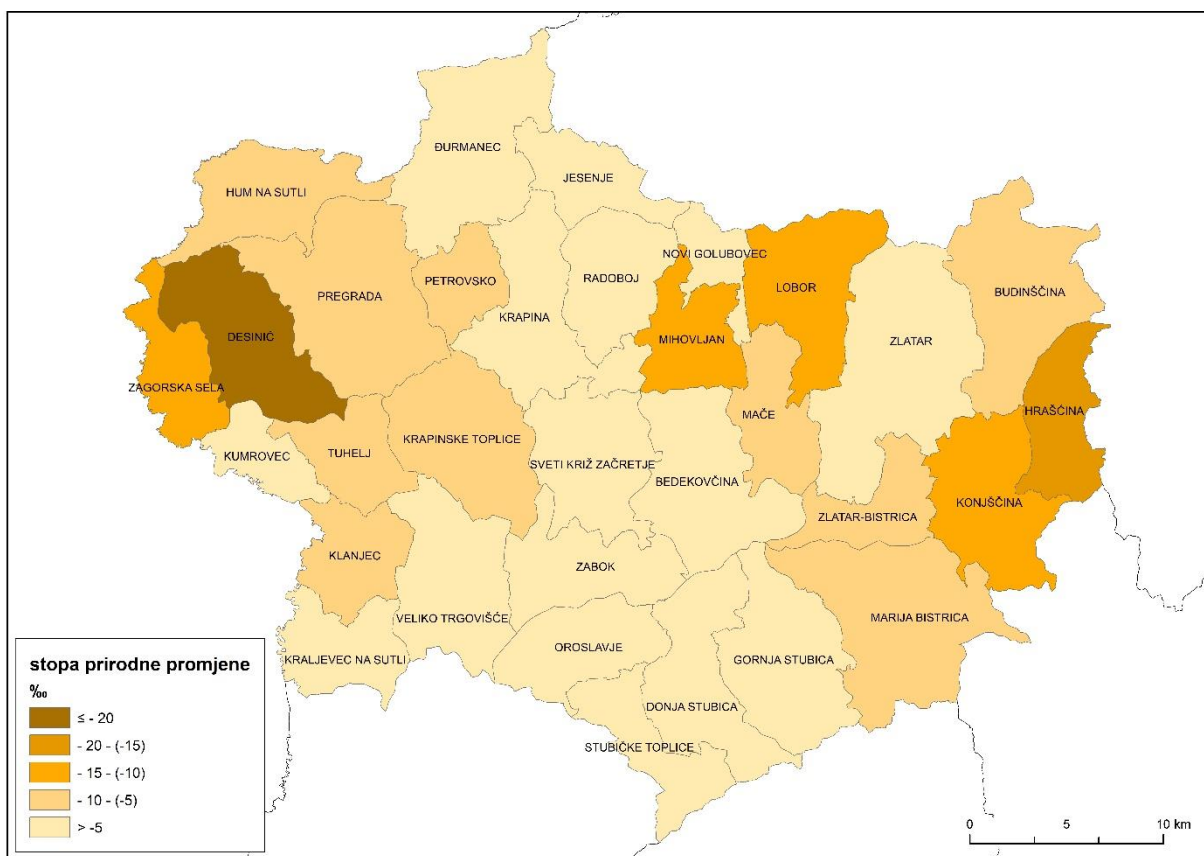 ĐURMANEC
JESENJE
HUM NA SUTLI
NOVI GOLUBOVEC
PETROVSKO
RADOBOJ
LOBOR
BUDINŠČINA
PREGRADA
KRAPINA
DESINIĆ
MIHOVLJAN
ZLATAR
ZAGORSKA SELA
HRAŠĆINA
MAČE
KRAPINSKE TOPLICE
KUMROVEC
TUHELJ
SVETI KRIŽ ZAČRETJE
BEDEKOVČINA
KONJŠČINA
ZLATAR-BISTRICA
KLANJEC
ZABOK
VELIKO TRGOVIŠĆE
MARIJA BISTRICA
OROSLAVJE
KRALJEVEC NA SUTLI
GORNJA STUBICA
DONJA STUBICA
STUBIČKE TOPLICE
stopa prirodne promjene
‰
≤ - 20
- 20 - (-15)
- 15 - (-10)
- 10 - (-5)
> -5
0 5 10 km